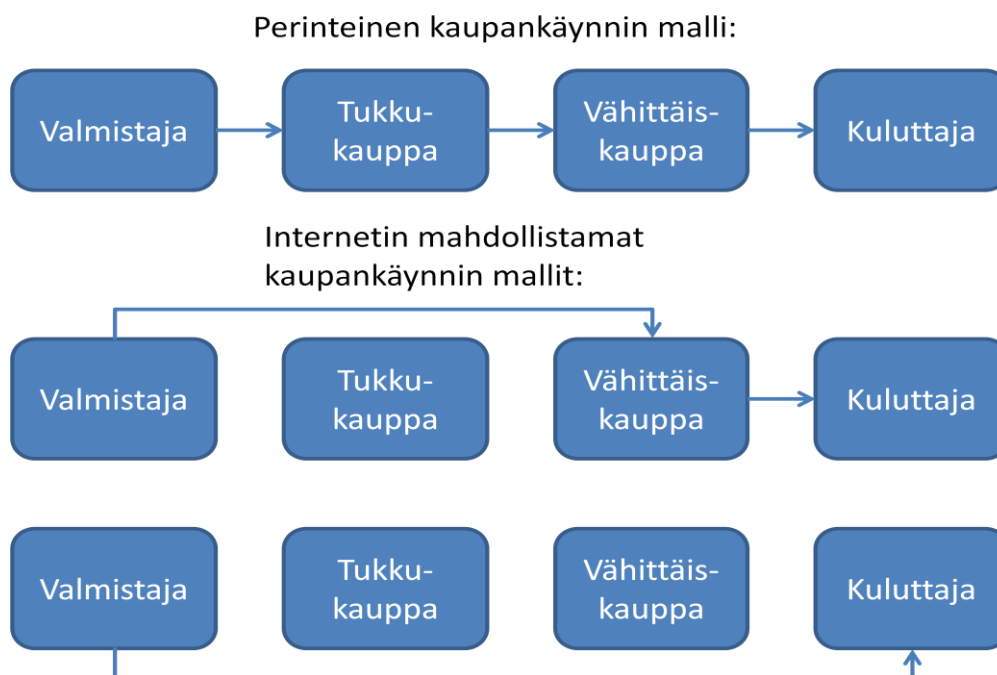 Perinteinen kaupankäynnin malli:
Valmistaja
Tukku-
kauppa
Vähittäis-
kauppa
Kuluttaja
Internetin mahdollistamat
kaupankäynnin mallit:
Valmistaja
Tukku-
kauppa
Vähittäis-
kauppa
Kuluttaja
Valmistaja
Tukku-
kauppa
Vähittäis-
kauppa
Kuluttaja